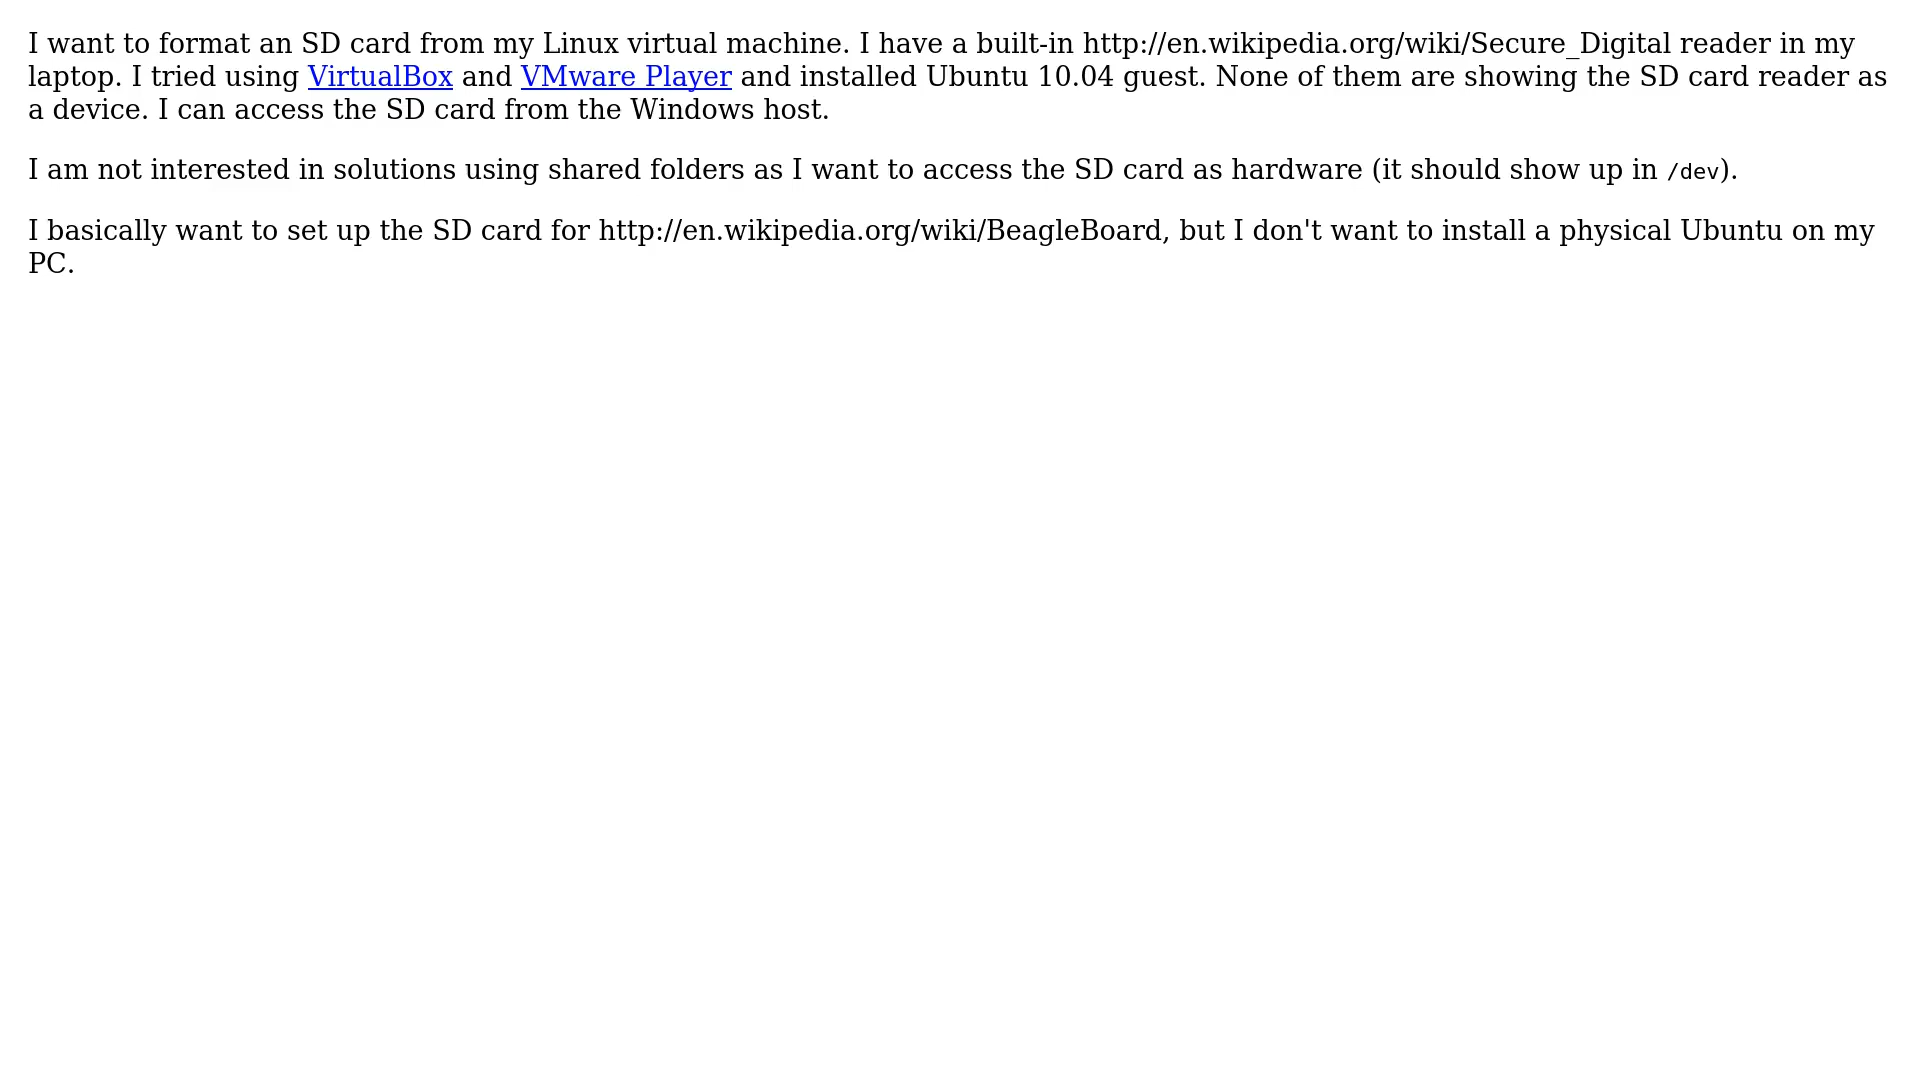 I want to format an SD card from my Linux virtual machine. I have a built-in http://en.wikipedia.org/wiki/Secure_Digital reader in my
laptop. I tried using VirtualBox and VMware Player and installed Ubuntu 10.04 guest. None of them are showing the SD card reader as
a device. I can access the SD card from the Windows host.
I am not interested in solutions using shared folders as I want to access the SD card as hardware (it should show up in /dev).
I basically want to set up the SD card for http://en.wikipedia.org/wiki/BeagleBoard, but I don't want to install a physical Ubuntu on my
PC.